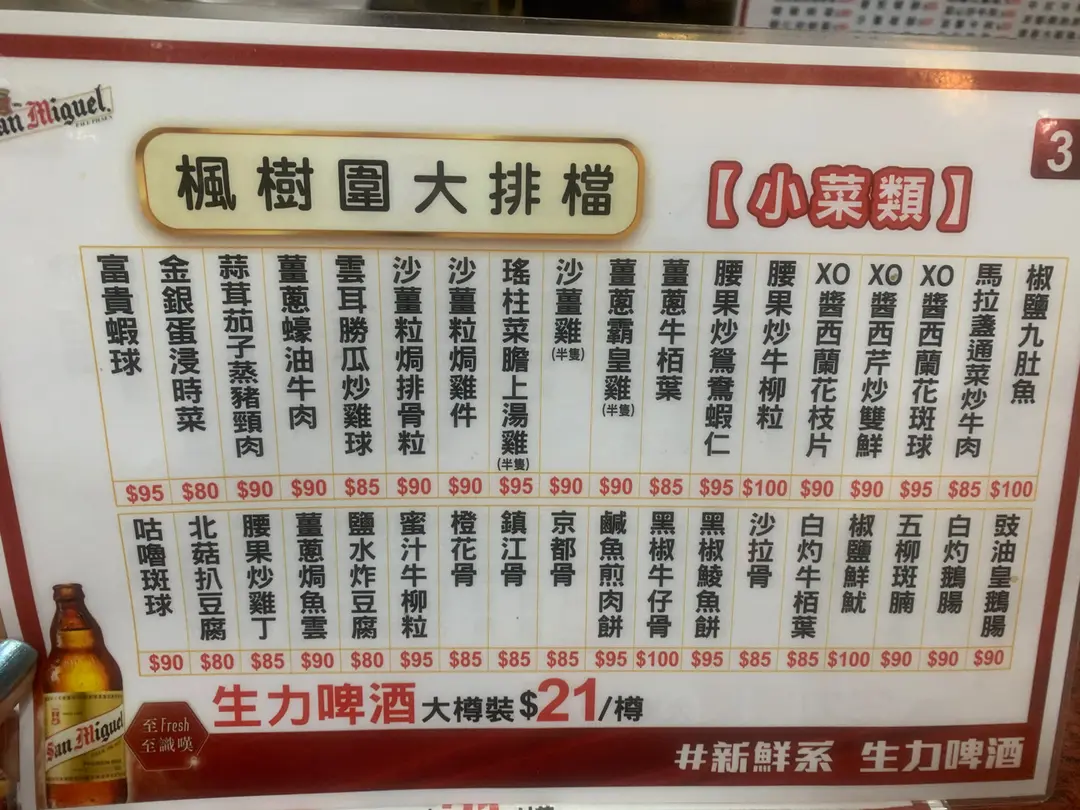 San Miguel
3
楓樹圍大排檔
【小菜類】
椒鹽九肚魚 $100
馬拉盞通菜炒牛肉 $85
XO醬西蘭花斑球 $95
XO醬西芹炒雙鮮 $90
XO醬西蘭花枝片 $90
腰果炒牛柳粒 $100
腰果炒鴛鴦蝦仁 $95
薑蔥牛栢葉 $85
薑蔥霸皇雞(半隻) $90
沙薑雞(半隻) $90
瑤柱菜膽上湯雞(半隻) $95
沙薑粒焗雞件 $90
沙薑粒焗排骨粒 $90
雲耳勝瓜炒雞球 $85
薑蔥蠔油牛肉 $90
蒜茸茄子蒸豬頸肉 $90
金銀蛋浸時菜 $80
富貴蝦球 $95
豉油皇鵝腸 $90
白灼鵝腸 $90
五柳斑腩 $90
椒鹽鮮魷 $100
白灼牛栢葉 $85
沙拉骨 $85
黑椒鯪魚餅 $95
黑椒牛仔骨 $100
鹹魚煎肉餅 $95
京都骨 $85
鎮江骨 $85
橙花骨 $85
蜜汁牛柳粒 $95
鹽水炸豆腐 $80
薑蔥焗魚雲 $90
腰果炒雞丁 $85
北菇扒豆腐 $80
咕嚕斑球 $90
生力啤酒 大樽裝 $21/樽
至Fresh
至識嘆
San Miguel
#新鮮系 生力啤酒